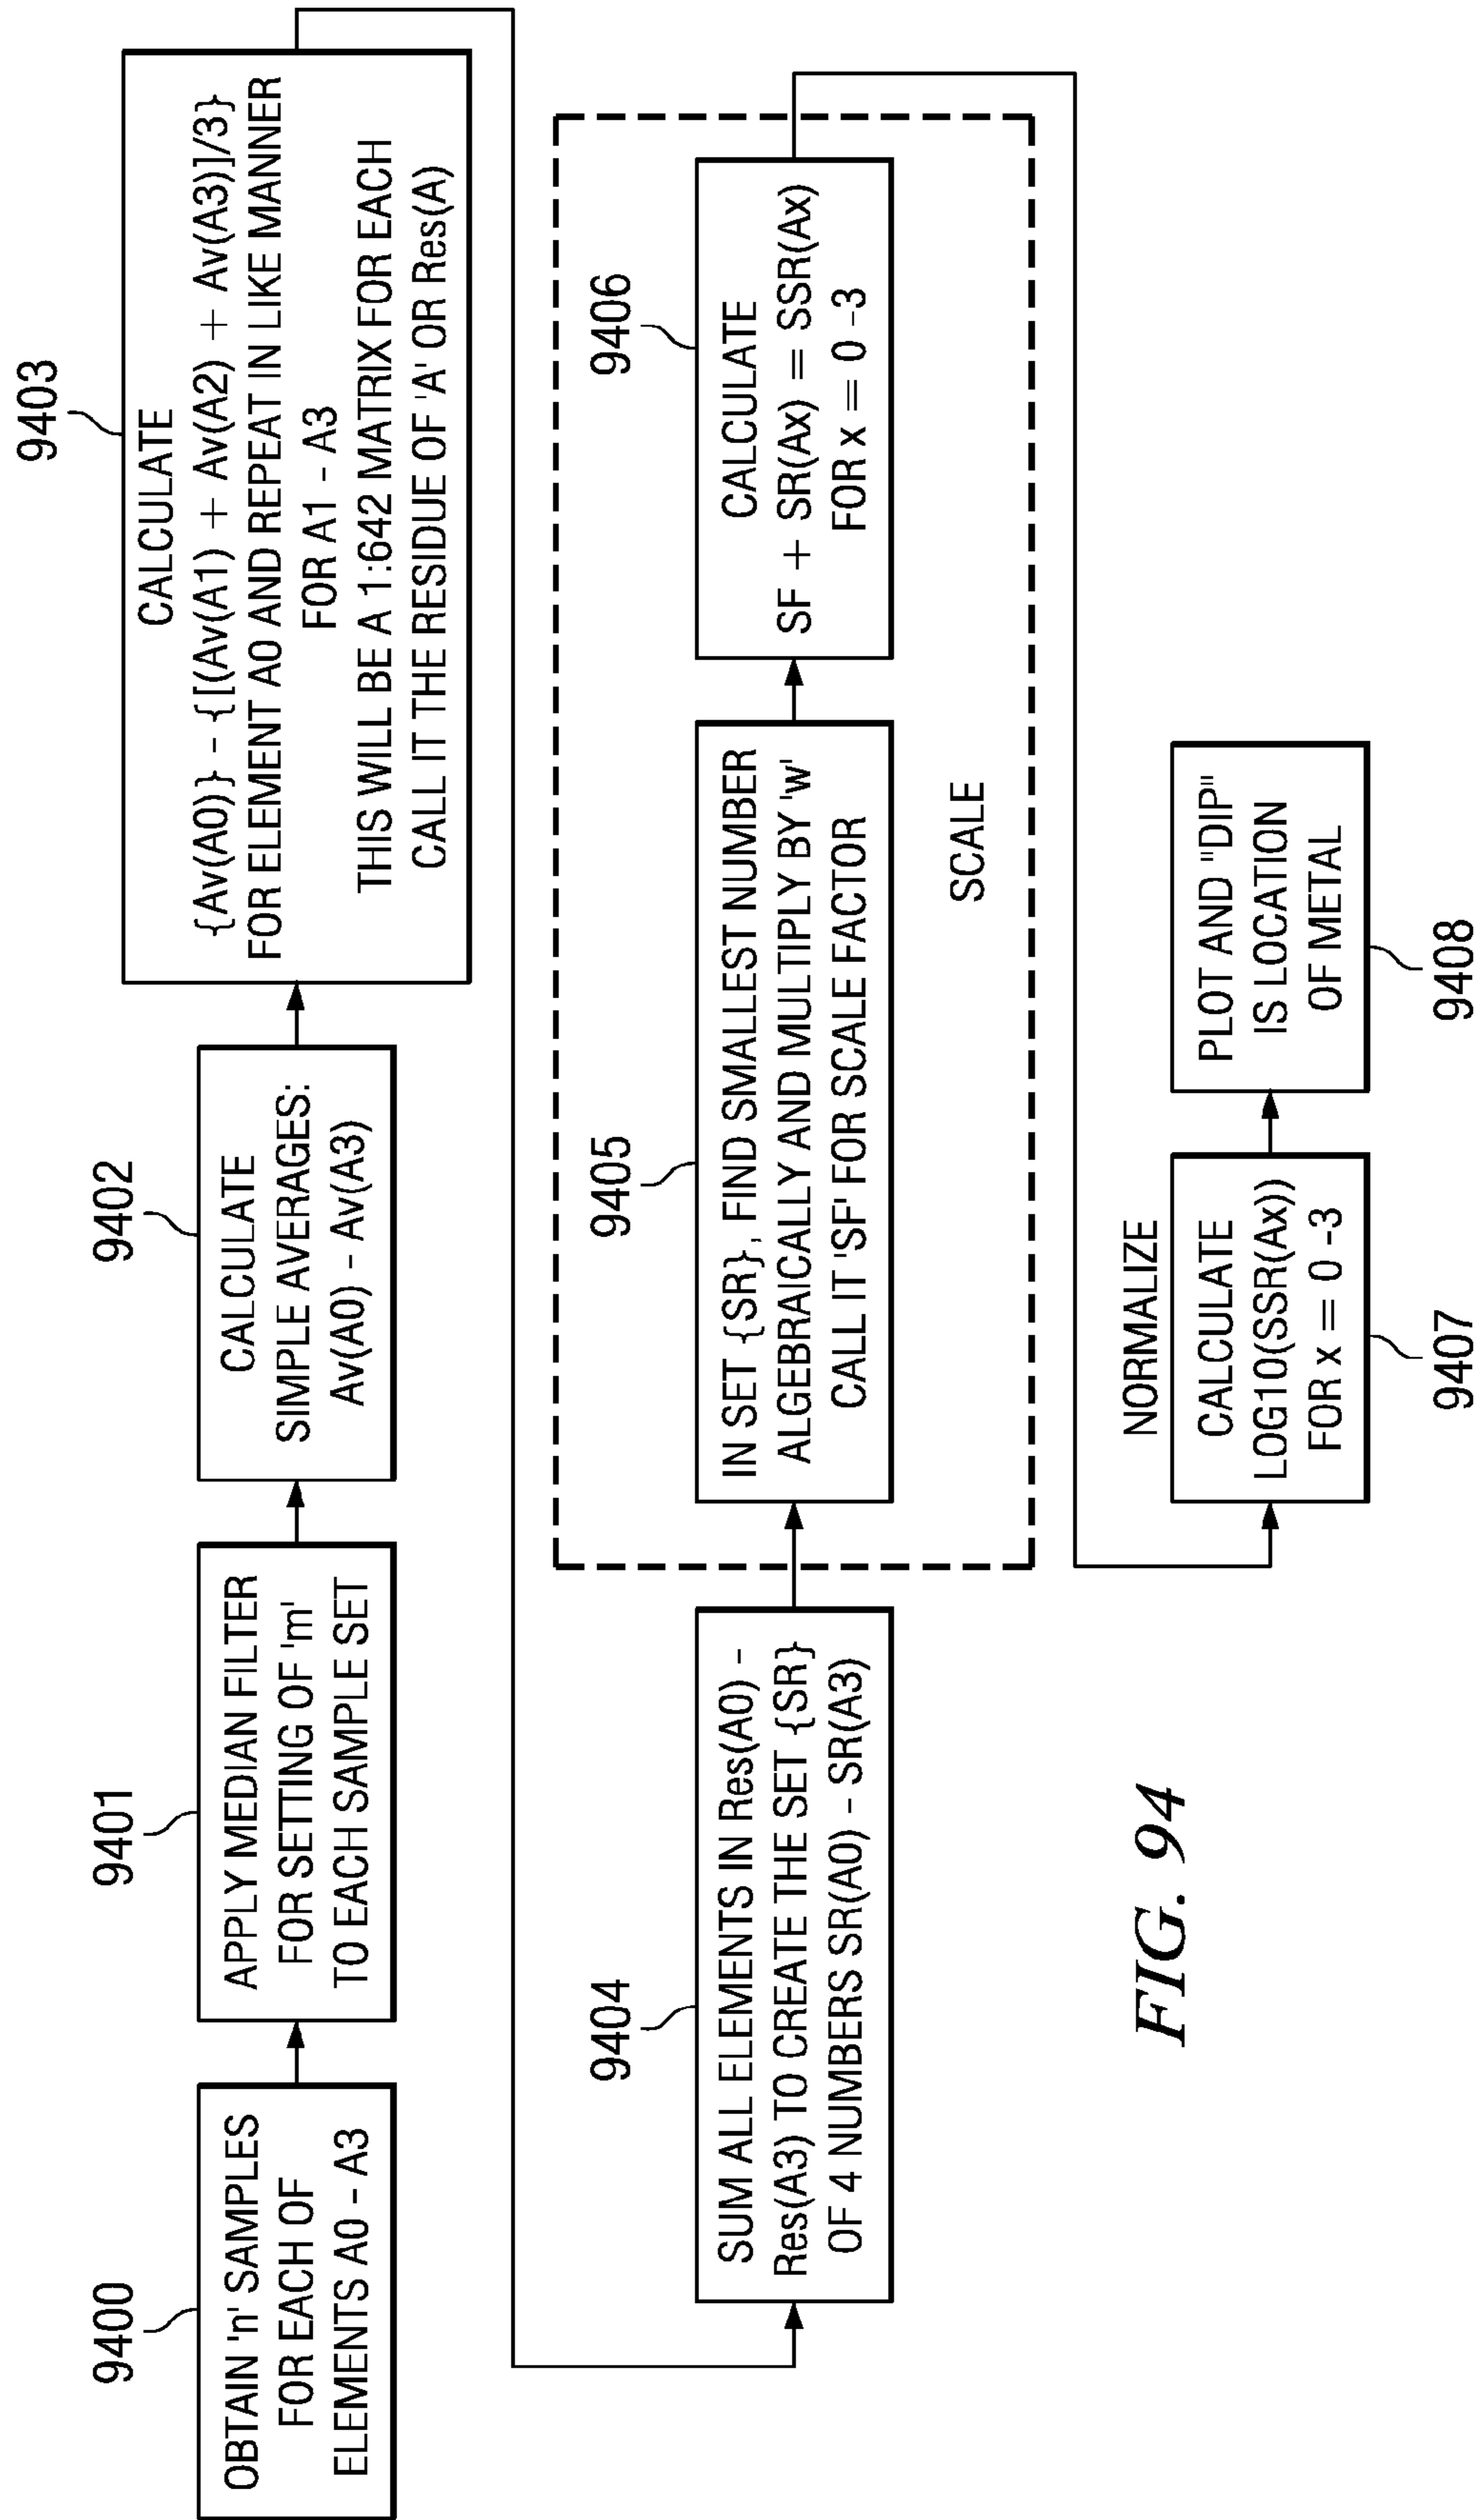 9400
OBTAIN 'n' SAMPLES
FOR EACH OF
ELEMENTS A0 - A3
9401
APPLY MEDIAN FILTER
FOR SETTING OF 'm'
TO EACH SAMPLE SET
9402
CALCULATE
SIMPLE AVERAGES:
AV(A0) - AV(A3)
9403
CALCULATE
{AV(A0)} - {[(AV(A1) + AV(A2) + AV(A3)]/3}
FOR ELEMENT A0 AND REPEAT IN LIKE MANNER
FOR A1 - A3
THIS WILL BE A 1:642 MATRIX FOR EACH
CALL IT THE RESIDUE OF 'A' OR Res(A)
9404
SUM ALL ELEMENTS IN Res(A0) -
Res(A3) TO CREATE THE SET {SR}
OF 4 NUMBERS SR(A0) - SR(A3)
9405
IN SET {SR}, FIND SMALLEST NUMBER
ALGEBRAICALLY AND MULTIPLY BY 'w'
CALL IT 'SF' FOR SCALE FACTOR
9406
CALCULATE
SF + SR(Ax) = SSR(Ax)
FOR x = 0 -3
SCALE
NORMALIZE
CALCULATE
LOG10(SSR(Ax))
FOR x = 0 -3
9407
PLOT AND "DIP"
IS LOCATION
OF METAL
9408
FIG. 94